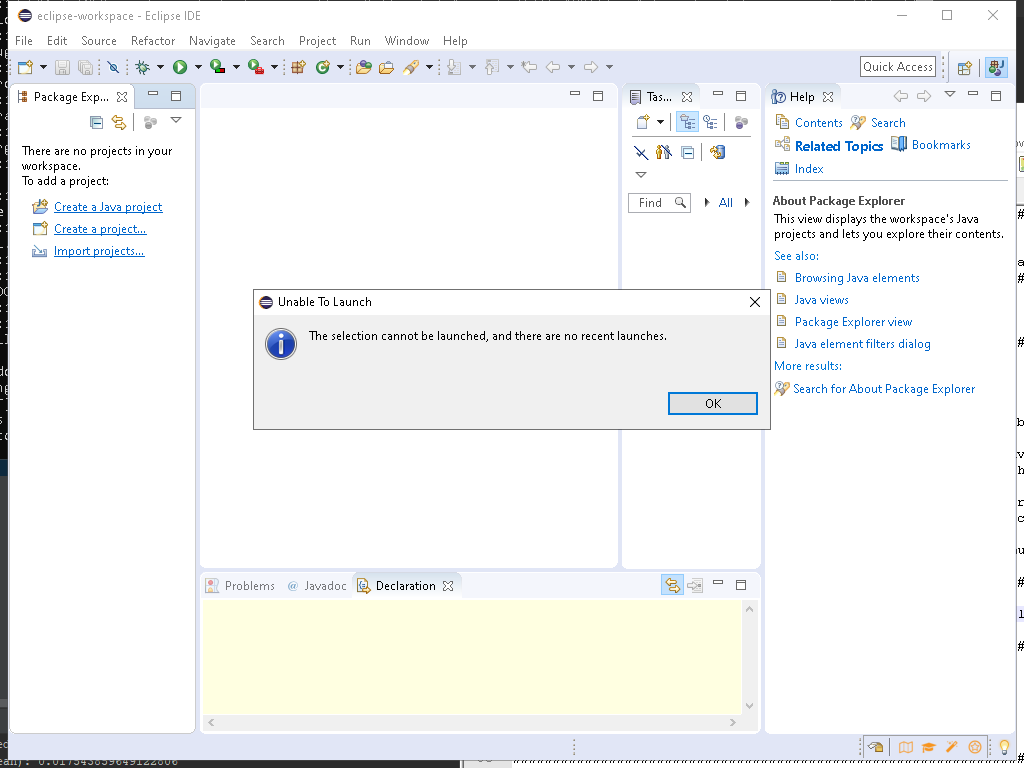 eclipse-workspace - Eclipse IDE
File Edit Source Refactor Navigate Search Project Run Window Help
Quick Access
Package Exp...
There are no projects in your
workspace.
To add a project:
Create a Java project
Create a project...
Import projects...
Tas...
Find
All
Help
Contents Search
Related Topics Bookmarks
Index
About Package Explorer
This view displays the workspace's Java
projects and lets you explore their contents.
See also:
Browsing Java elements
Java views
Package Explorer view
Java element filters dialog
More results:
Search for About Package Explorer
Unable To Launch
The selection cannot be launched, and there are no recent launches.
OK
Problems @ Javadoc Declaration